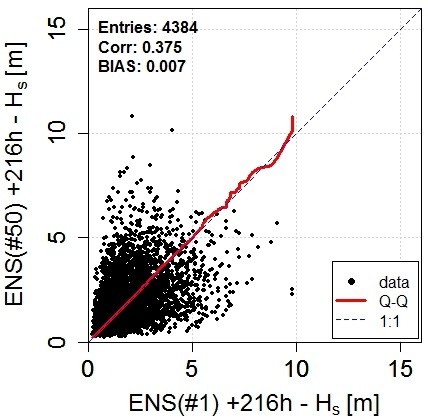 Entries: 4384
Corr: 0.375
BIAS: 0.007
ENS(#50) +216h - Hs [m]
15
10
5
0
data
Q-Q
1:1
0 5 10 15
ENS(#1) +216h - Hs [m]